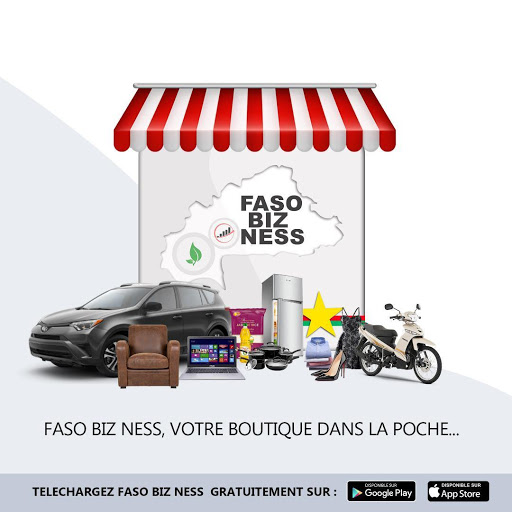 FASO
BIZ
NESS
FASO BIZ NESS, VOTRE BOUTIQUE DANS LA POCHE...
TELECHARGEZ FASO BIZ NESS GRATUITEMENT SUR :
DISPONIBLE SUR
Google Play
DISPONIBLE SUR
App Store